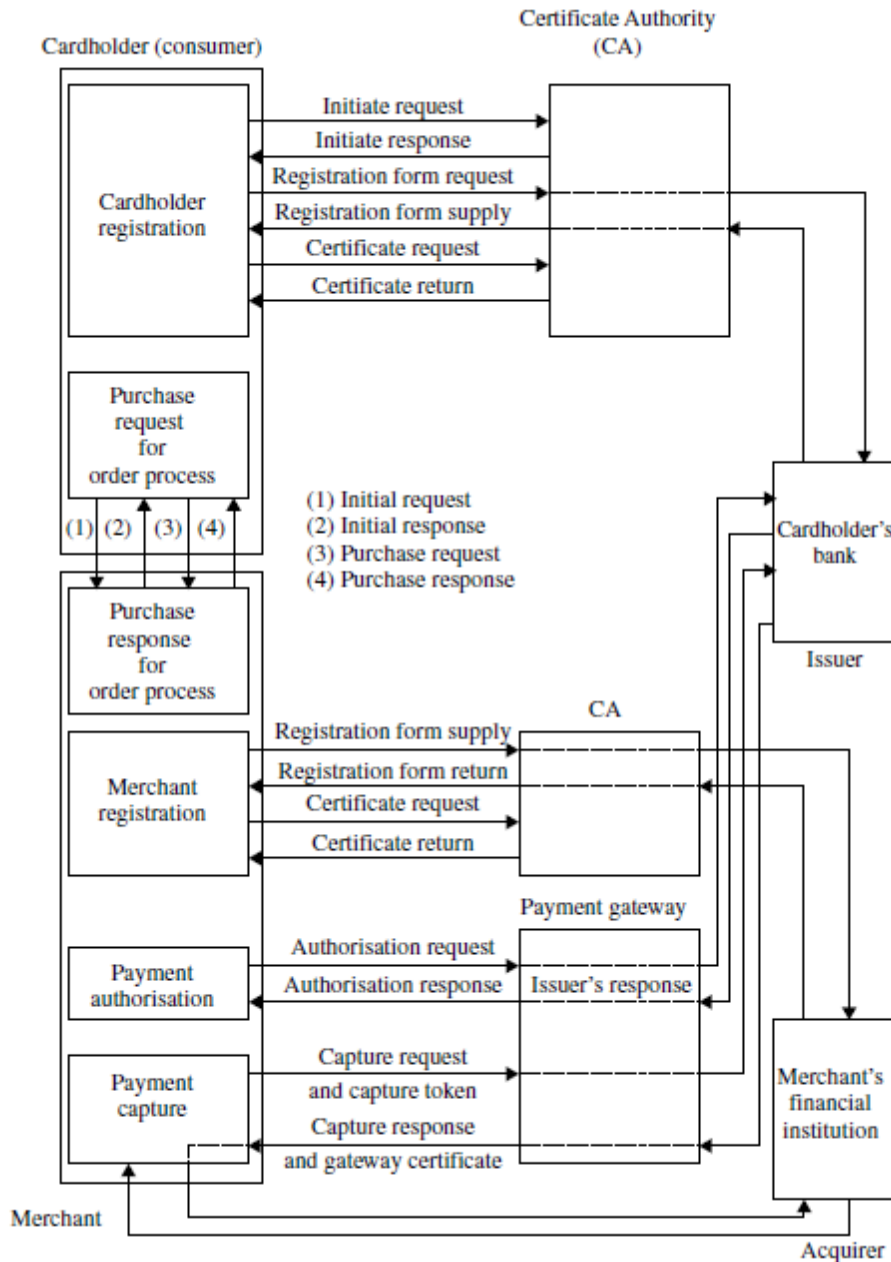 Certificate Authority
(CA)
Cardholder (consumer)
Initiate request
Initiate response
Registration form request
Cardholder
registration
Registration form supply
Certificate request
Certificate return
Purchase
request
for
order process
(1) (2) (3) (4)
(1) Initial request
(2) Initial response
(3) Purchase request
(4) Purchase response
Cardholder's
bank
Issuer
Purchase
response
for
order process
CA
Registration form supply
Registration form return
Merchant
registration
Certificate request
Certificate return
Payment gateway
Authorisation request
Payment
authorisation
Authorisation response
Issuer's response
Capture request
and capture token
Payment
capture
Capture response
and gateway certificate
Merchant's
financial
institution
Merchant
Acquirer